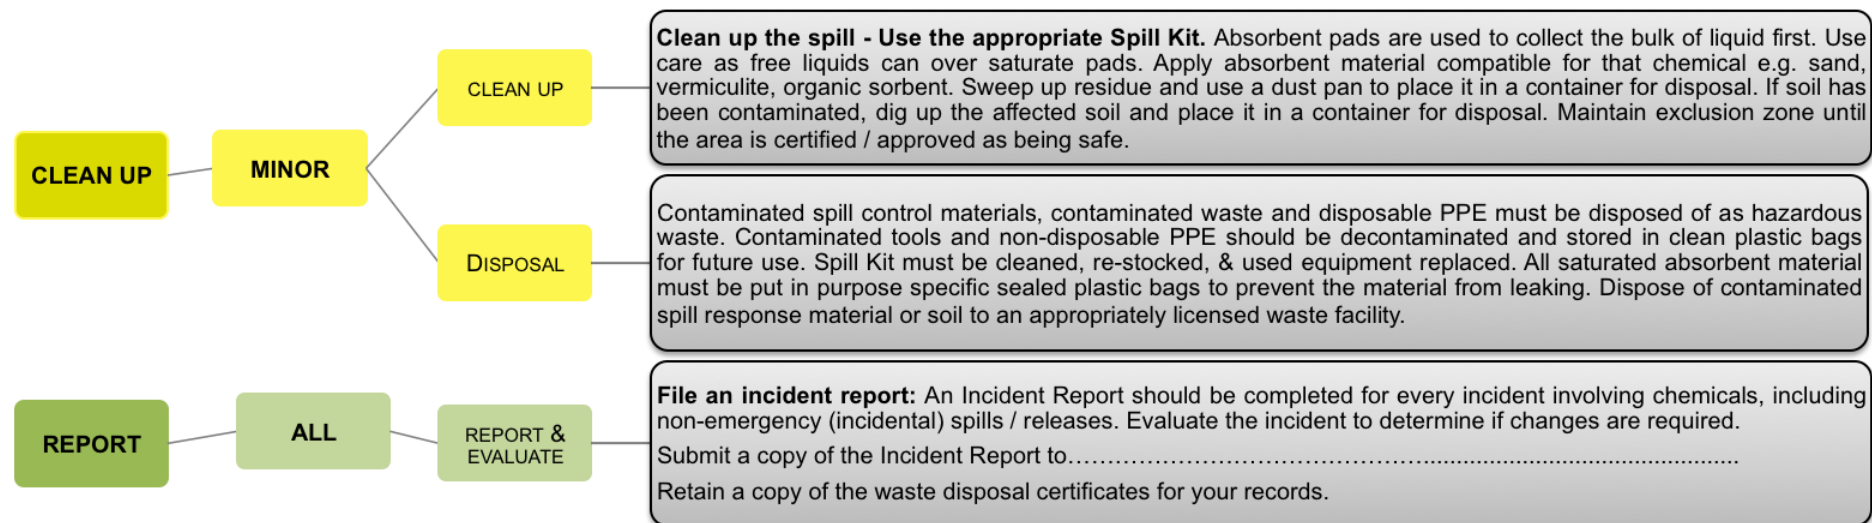 CLEAN UP
MINOR
CLEAN UP
Clean up the spill - Use the appropriate Spill Kit. Absorbent pads are used to collect the bulk of liquid first. Use
care as free liquids can over saturate pads. Apply absorbent material compatible for that chemical e.g. sand,
vermiculite, organic sorbent. Sweep up residue and use a dust pan to place it in a container for disposal. If soil has
been contaminated, dig up the affected soil and place it in a container for disposal. Maintain exclusion zone until
the area is certified / approved as being safe.
DISPOSAL
Contaminated spill control materials, contaminated waste and disposable PPE must be disposed of as hazardous
waste. Contaminated tools and non-disposable PPE should be decontaminated and stored in clean plastic bags
for future use. Spill Kit must be cleaned, re-stocked, & used equipment replaced. All saturated absorbent material
must be put in purpose specific sealed plastic bags to prevent the material from leaking. Dispose of contaminated
spill response material or soil to an appropriately licensed waste facility.
REPORT
ALL
REPORT &
EVALUATE
File an incident report: An Incident Report should be completed for every incident involving chemicals, including
non-emergency (incidental) spills / releases. Evaluate the incident to determine if changes are required.
Submit a copy of the Incident Report to……………………………………...............................................
Retain a copy of the waste disposal certificates for your records.